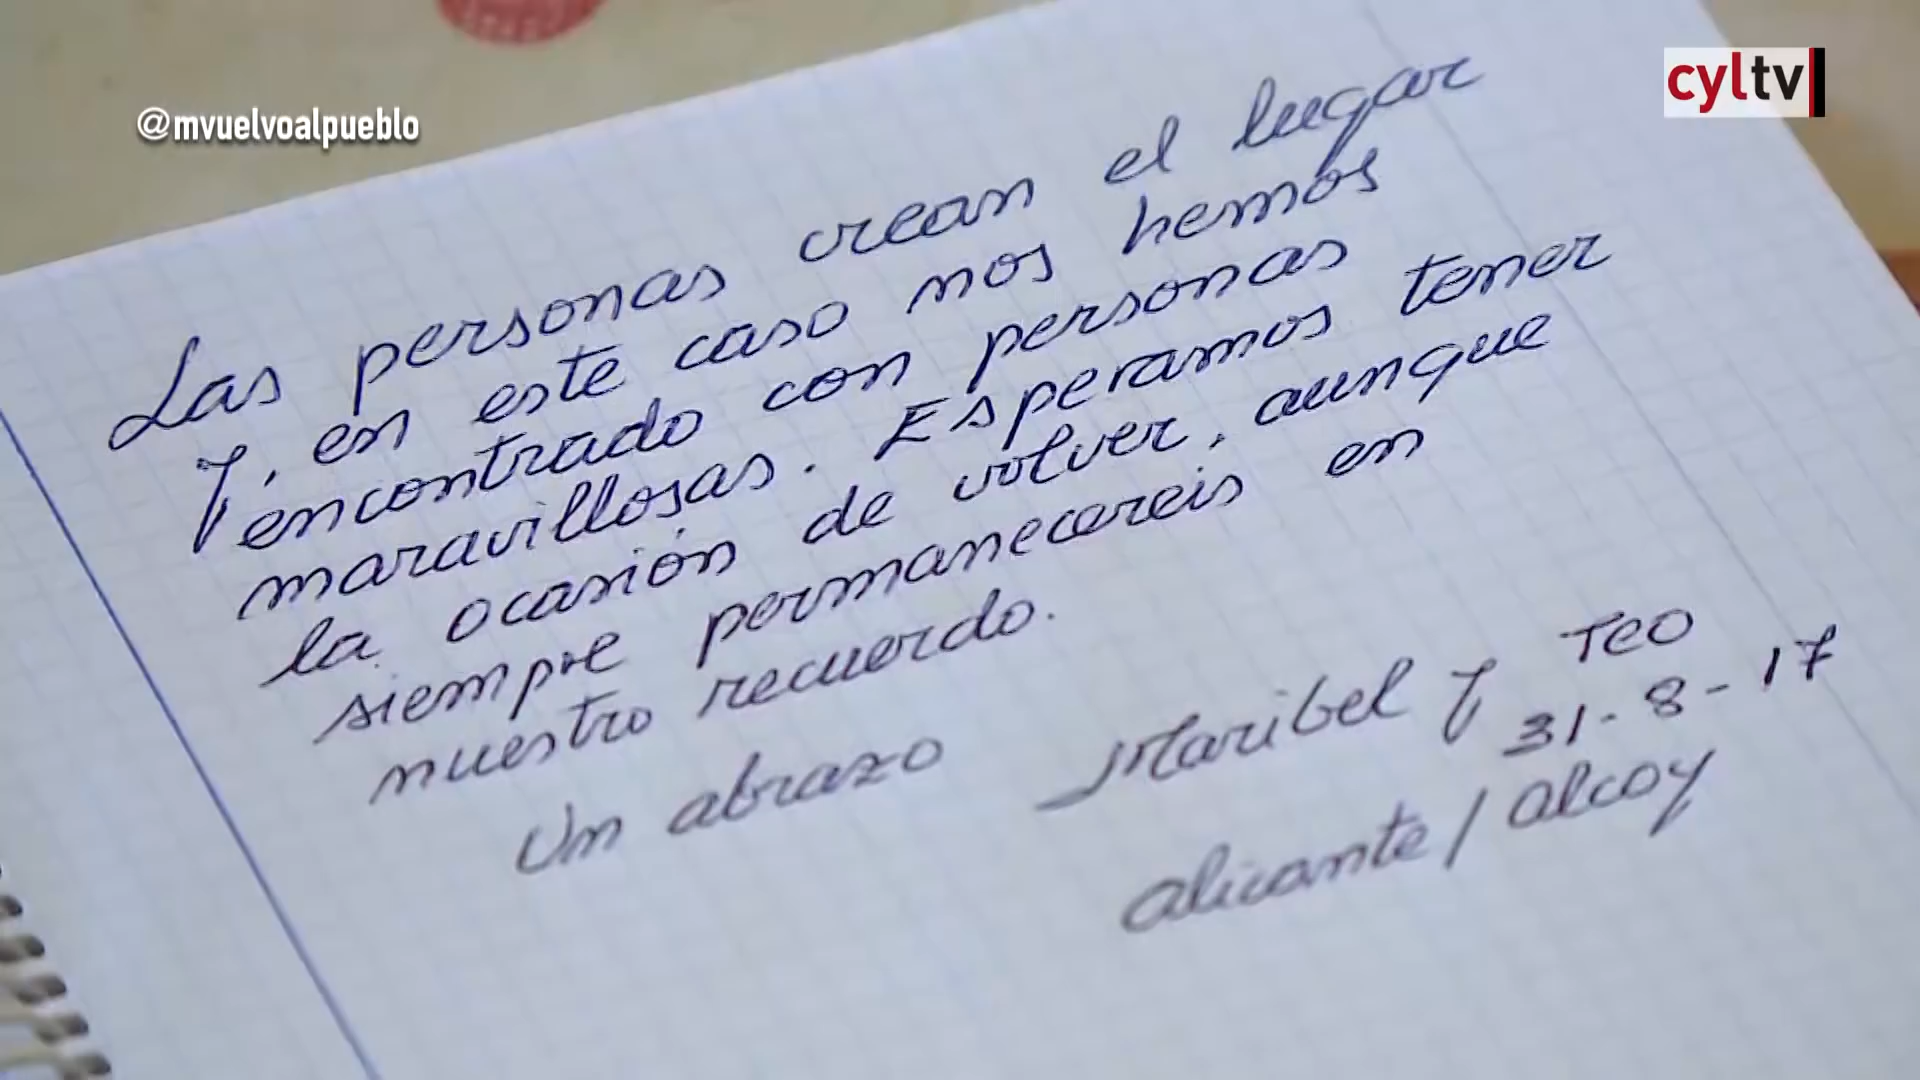 @mvuelvoalpueblo
cyltv
Las personas crean el lugar
y, en este caso nos hemos
encontrado con personas
maravillosas. Esperamos tener
la ocasión de volver, aunque
siempre permanecereis en
nuestro recuerdo.
Un abrazo Maribel y Teo
31-8-17
Alicante/Alcoy